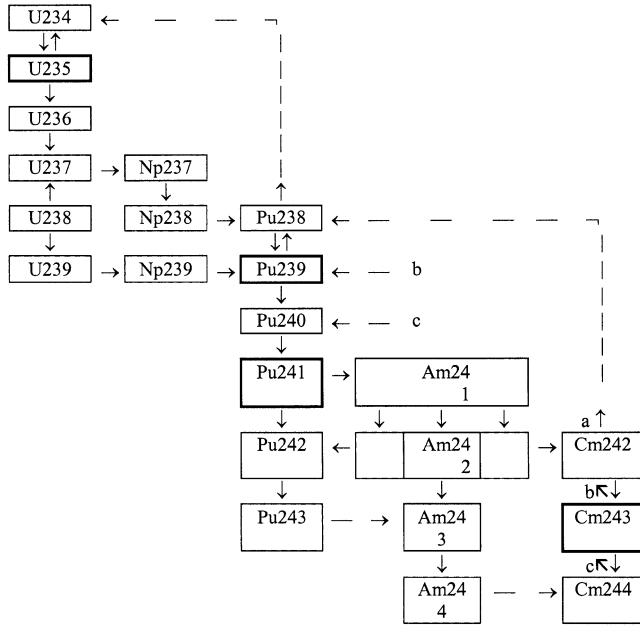 U234
U235
U236
U237 Np237
U238 Np238 Pu238
U239 Np239 Pu239 b
Pu240 c
Pu241 Am24
1
a
Pu242 Am24 Cm242
2
b
Pu243 Am24 Cm243
3
c
Am24 Cm244
4